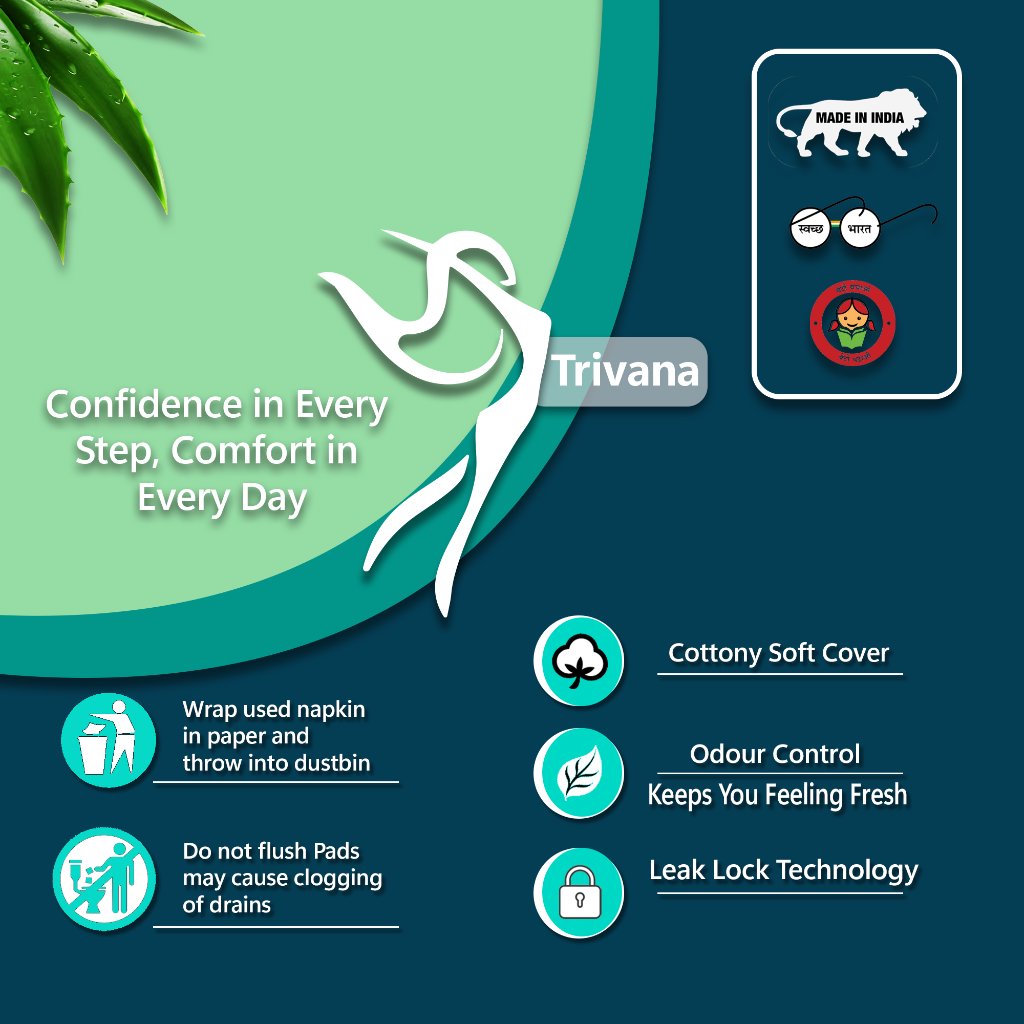 MADE IN INDIA
स्वच्छ
भारत
Trivana
Confidence in Every
Step, Comfort in
Every Day
Wrap used napkin
in paper and
throw into dustbin
Do not flush Pads
may cause clogging
of drains
Cottony Soft Cover
Odour Control
Keeps You Feeling Fresh
Leak Lock Technology